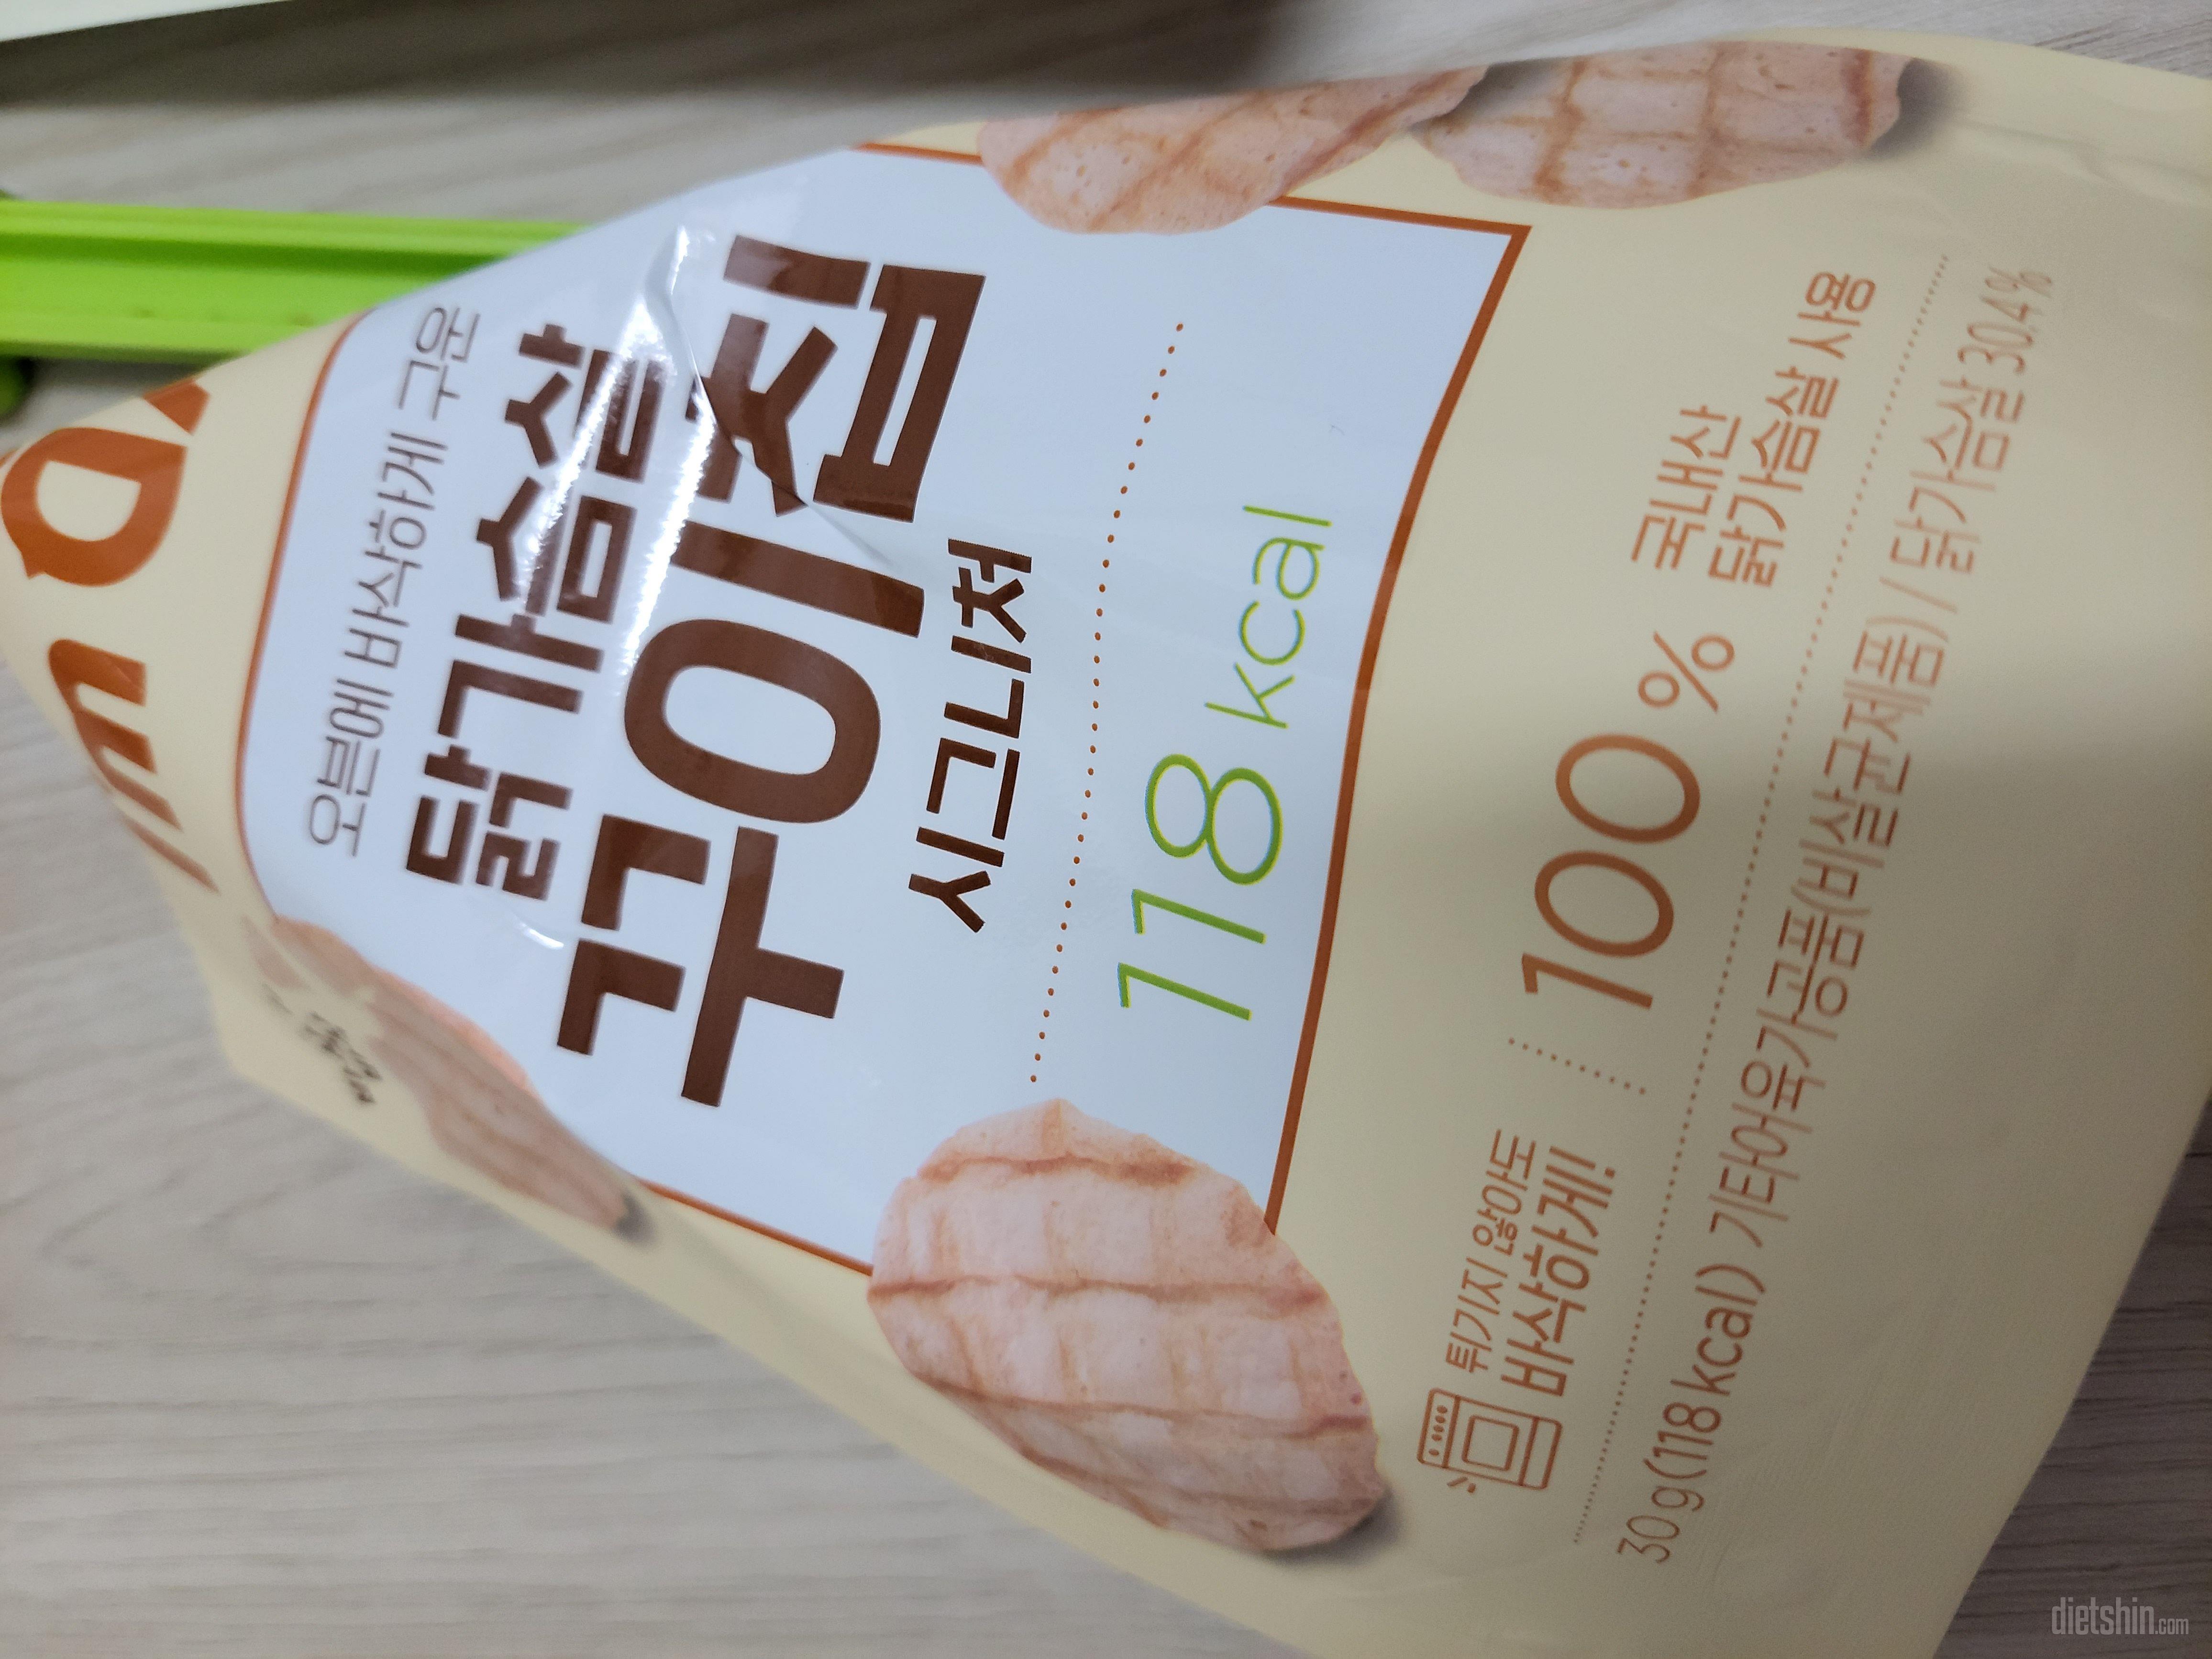 오븐에 바삭하게 구운
닭가슴살
구이칩
시그니처
118 kcal
튀기지 않아도
바삭하게!
100 %
국내산
닭가슴살 사용
30 g(118 kcal) 기타어육가공품(비살균제품) / 닭가슴살 30.4%
dietshin.com